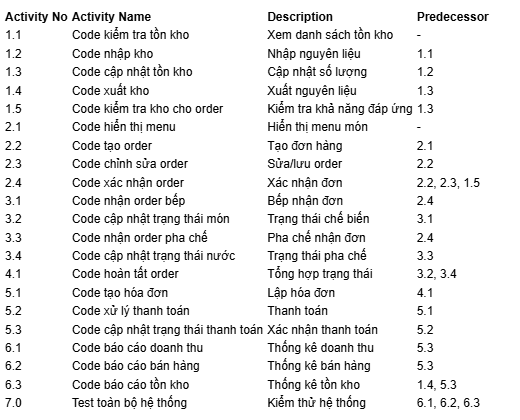 Activity No Activity Name Description Predecessor
1.1 Code kiểm tra tồn kho Xem danh sách tồn kho -
1.2 Code nhập kho Nhập nguyên liệu 1.1
1.3 Code cập nhật tồn kho Cập nhật số lượng 1.2
1.4 Code xuất kho Xuất nguyên liệu 1.3
1.5 Code kiểm tra kho cho order Kiểm tra khả năng đáp ứng 1.3
2.1 Code hiển thị menu Hiển thị menu món -
2.2 Code tạo order Tạo đơn hàng 2.1
2.3 Code chỉnh sửa order Sửa/lưu order 2.2
2.4 Code xác nhận order Xác nhận đơn 2.2, 2.3, 1.5
3.1 Code nhận order bếp Bếp nhận đơn 2.4
3.2 Code cập nhật trạng thái món Trạng thái chế biến 3.1
3.3 Code nhận order pha chế Pha chế nhận đơn 2.4
3.4 Code cập nhật trạng thái nước Trạng thái pha chế 3.3
4.1 Code hoàn tất order Tổng hợp trạng thái 3.2, 3.4
5.1 Code tạo hóa đơn Lập hóa đơn 4.1
5.2 Code xử lý thanh toán Thanh toán 5.1
5.3 Code cập nhật trạng thái thanh toán Xác nhận thanh toán 5.2
6.1 Code báo cáo doanh thu Thống kê doanh thu 5.3
6.2 Code báo cáo bán hàng Thống kê bán hàng 5.3
6.3 Code báo cáo tồn kho Thống kê tồn kho 1.4, 5.3
7.0 Test toàn bộ hệ thống Kiểm thử hệ thống 6.1, 6.2, 6.3